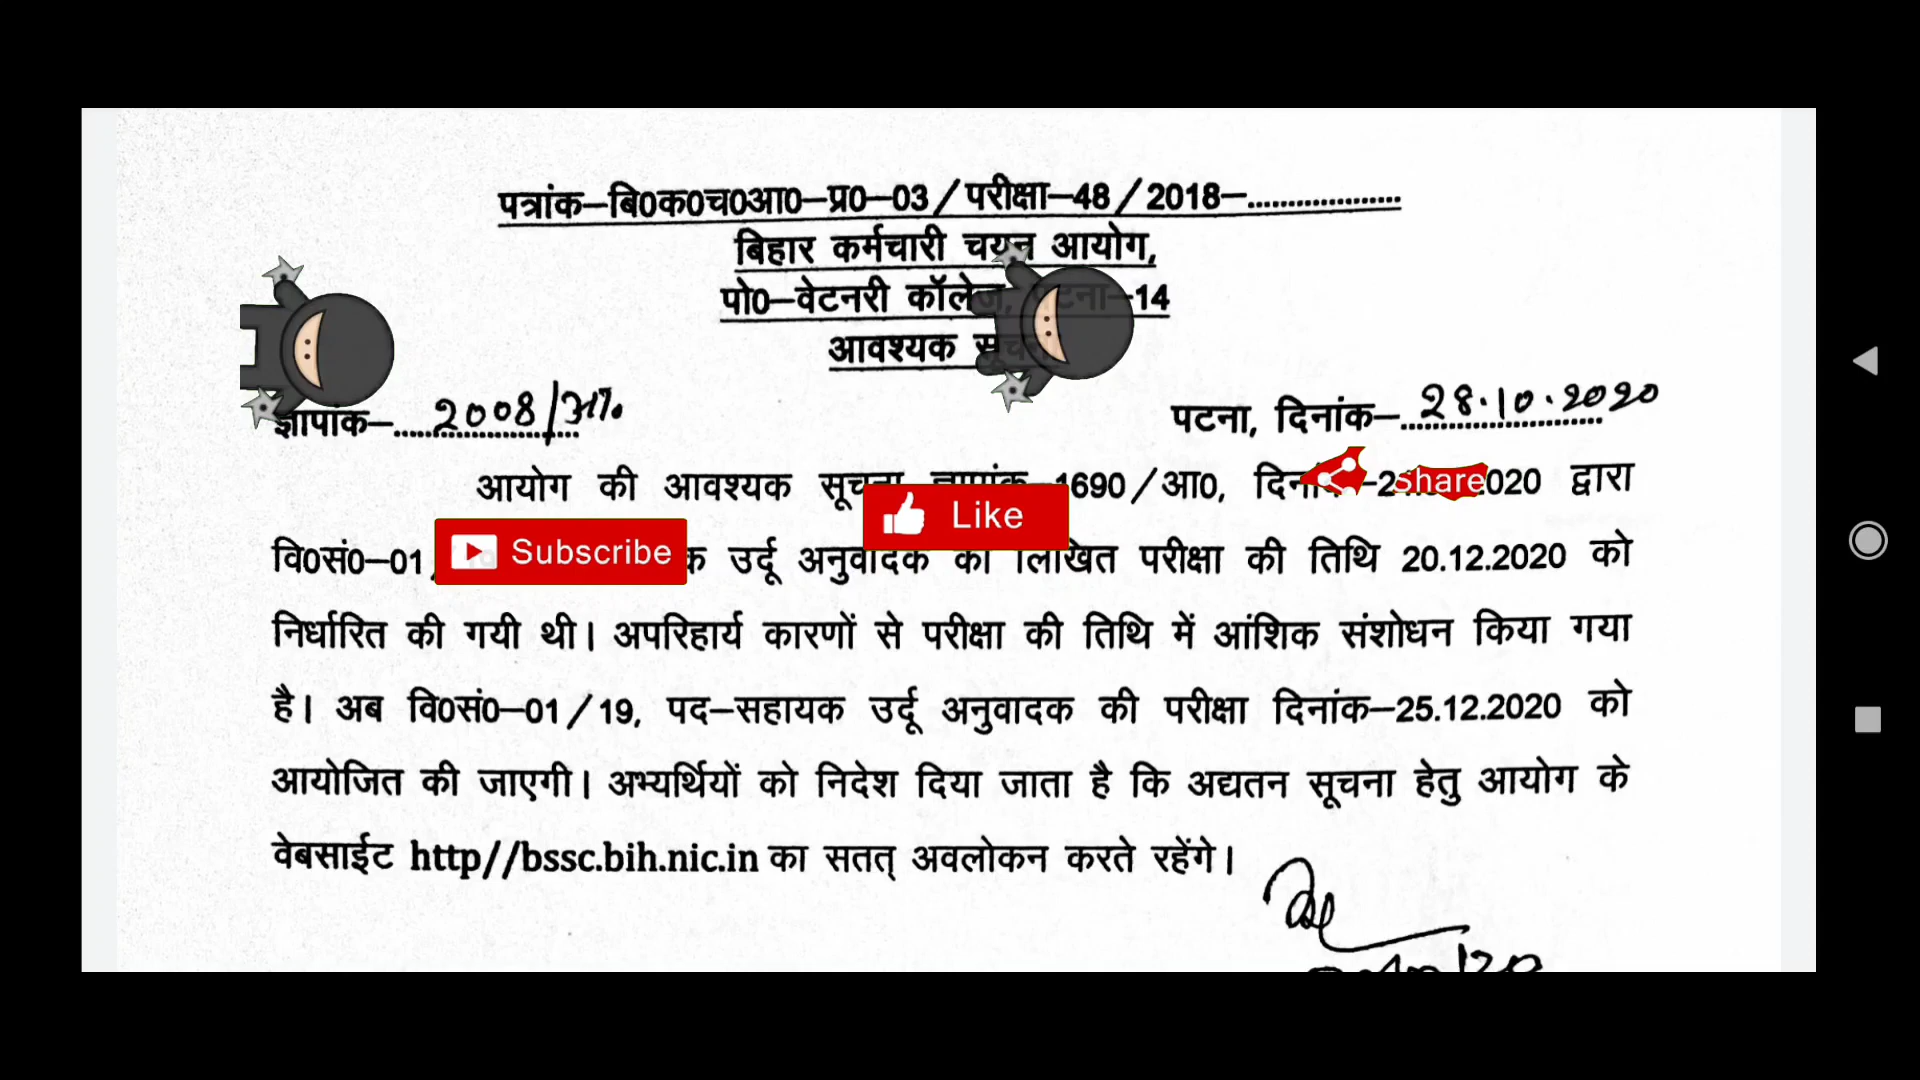 पत्रांक–बि0क0च0आ0–प्र0–03/परीक्षा–48/2018–...................
बिहार कर्मचारी चयन आयोग,
पो0–वेटनरी कॉलेज, पटना–14
आवश्यक सूचना
ज्ञापांक–2008/आ0 पटना, दिनांक–28.10.2020
आयोग की आवश्यक सूचना ज्ञापांक–1690/आ0, द्वारा
Share
Like
Subscribe
वि0सं0–01 उर्दू अनुवादक की लिखित परीक्षा की तिथि 20.12.2020 को
निर्धारित की गयी थी। अपरिहार्य कारणों से परीक्षा की तिथि में आंशिक संशोधन किया गया
है। अब वि0सं0–01/19, पद–सहायक उर्दू अनुवादक की परीक्षा दिनांक–25.12.2020 को
आयोजित की जाएगी। अभ्यर्थियों को निदेश दिया जाता है कि अद्यतन सूचना हेतु आयोग के
वेबसाईट http//bssc.bih.nic.in का सतत् अवलोकन करते रहेंगे।